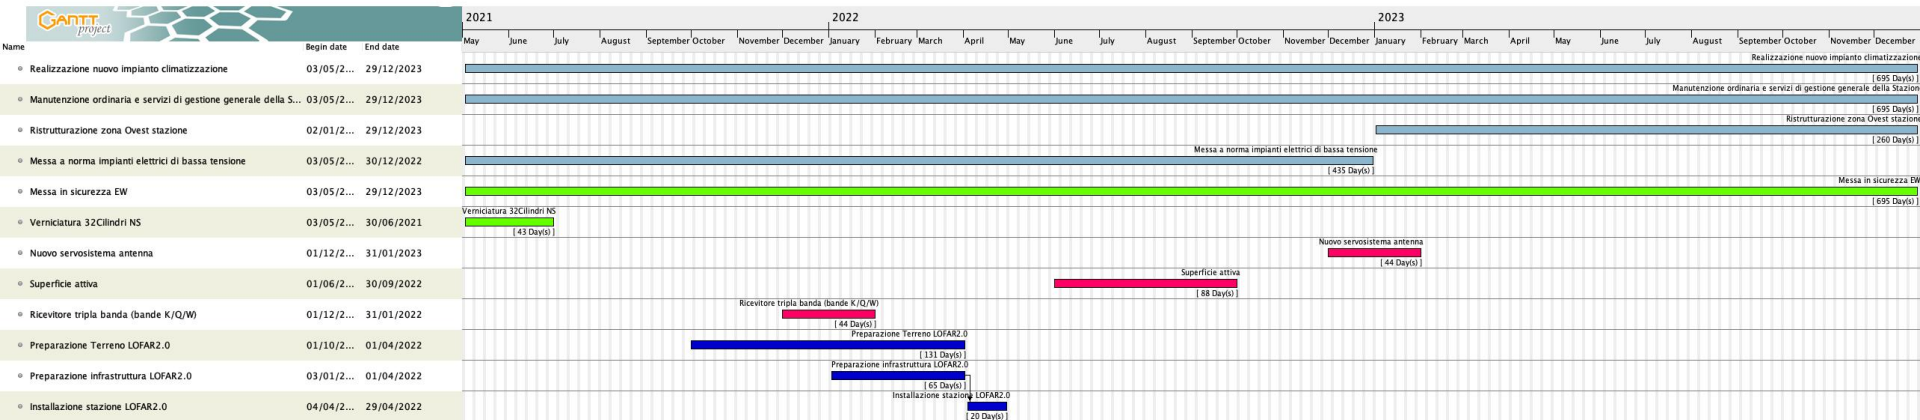 GANTT project
2021 2022 2023
May June July August September October November December January February March April May June July August September October November December January February March April May June July August September October November December
Name Begin date End date
Realizzazione nuovo impianto climatizzazione 03/05/2... 29/12/2023
Realizzazione nuovo impianto climatizzazione
[ 695 Day(s) ]
Manutenzione ordinaria e servizi di gestione generale della S... 03/05/2... 29/12/2023
Manutenzione ordinaria e servizi di gestione generale della Stazion
[ 695 Day(s) ]
Ristrutturazione zona Ovest stazione 02/01/2... 29/12/2023
Ristrutturazione zona Ovest stazione
[ 260 Day(s) ]
Messa a norma impianti elettrici di bassa tensione 03/05/2... 30/12/2022
Messa a norma impianti elettrici di bassa tensione
[ 435 Day(s) ]
Messa in sicurezza EW 03/05/2... 29/12/2023
Messa in sicurezza EW
[ 695 Day(s) ]
Verniciatura 32Cilindri NS 03/05/2... 30/06/2021
Verniciatura 32Cilindri NS
[ 43 Day(s) ]
Nuovo servosistema antenna 01/12/2... 31/01/2023
Nuovo servosistema antenna
[ 44 Day(s) ]
Superficie attiva 01/06/2... 30/09/2022
Superficie attiva
[ 88 Day(s) ]
Ricevitore tripla banda (bande K/Q/W) 01/12/2... 31/01/2022
Ricevitore tripla banda (bande K/Q/W)
[ 44 Day(s) ]
Preparazione Terreno LOFAR2.0 01/10/2... 01/04/2022
Preparazione Terreno LOFAR2.0
[ 131 Day(s) ]
Preparazione infrastruttura LOFAR2.0 03/01/2... 01/04/2022
Preparazione infrastruttura LOFAR2.0
[ 65 Day(s) ]
Installazione stazione LOFAR2.0 04/04/2... 29/04/2022
Installazione stazione LOFAR2.0
[ 20 Day(s) ]